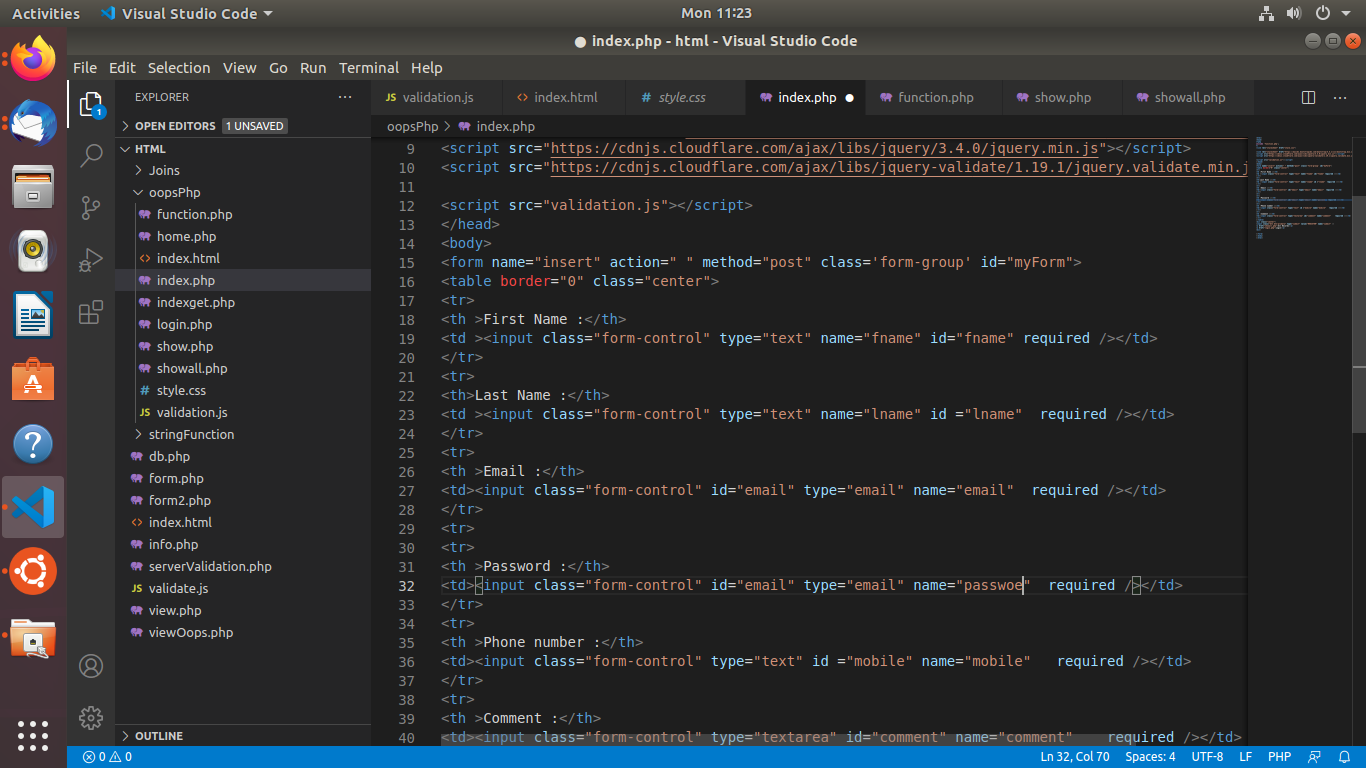 Activities Visual Studio Code Mon 11:23
index.php - html - Visual Studio Code
File Edit Selection View Go Run Terminal Help
EXPLORER
validation.js index.html style.css index.php function.php show.php showall.php
OPEN EDITORS 1 UNSAVED
HTML
Joins
oopsPhp
function.php
home.php
index.html
index.php
indexget.php
login.php
show.php
showall.php
style.css
validation.js
stringFunction
db.php
form.php
form2.php
index.html
info.php
serverValidation.php
validate.js
view.php
viewOops.php
OUTLINE
oopsPhp > index.php
9 <script src="https://cdnjs.cloudflare.com/ajax/libs/jquery/3.4.0/jquery.min.js"></script>
10 <script src="https://cdnjs.cloudflare.com/ajax/libs/jquery-validate/1.19.1/jquery.validate.min.j
11
12 <script src="validation.js"></script>
13 </head>
14 <body>
15 <form name="insert" action=" " method="post" class='form-group' id="myForm">
16 <table border="0" class="center">
17 <tr>
18 <th >First Name :</th>
19 <td ><input class="form-control" type="text" name="fname" id="fname" required /></td>
20 </tr>
21 <tr>
22 <th>Last Name :</th>
23 <td ><input class="form-control" type="text" name="lname" id ="lname"  required /></td>
24 </tr>
25 <tr>
26 <th >Email :</th>
27 <td><input class="form-control" id="email" type="email" name="email"  required /></td>
28 </tr>
29 <tr>
30 <tr>
31 <th >Password :</th>
32 <td><input class="form-control" id="email" type="email" name="passwoe"  required /></td>
33 </tr>
34 <tr>
35 <th >Phone number :</th>
36 <td><input class="form-control" type="text" id ="mobile" name="mobile"   required /></td>
37 </tr>
38 <tr>
39 <th >Comment :</th>
40 <td><input class="form-control" type="textarea" id="comment" name="comment"    required /></td>
0 0 Ln 32, Col 70 Spaces: 4 UTF-8 LF PHP